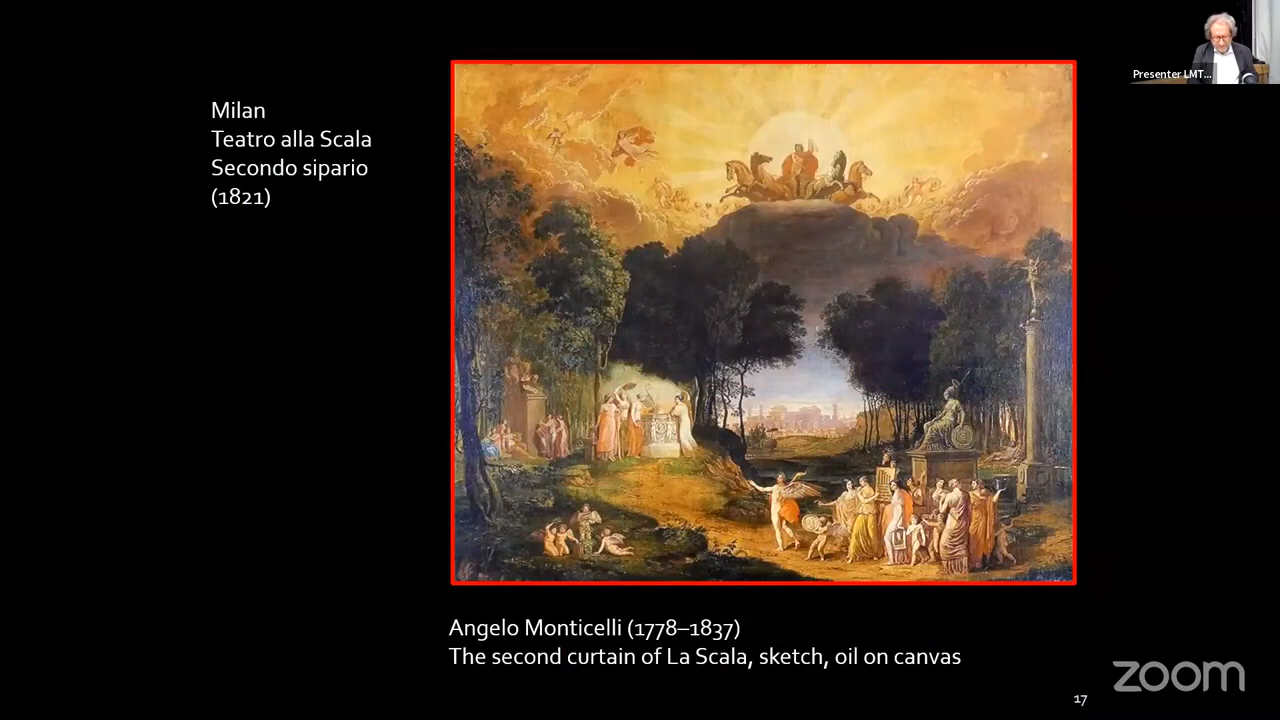 Milan
Teatro alla Scala
Secondo sipario
(1821)
Presenter LMT...
Angelo Monticelli (1778–1837)
The second curtain of La Scala, sketch, oil on canvas
17
zoom